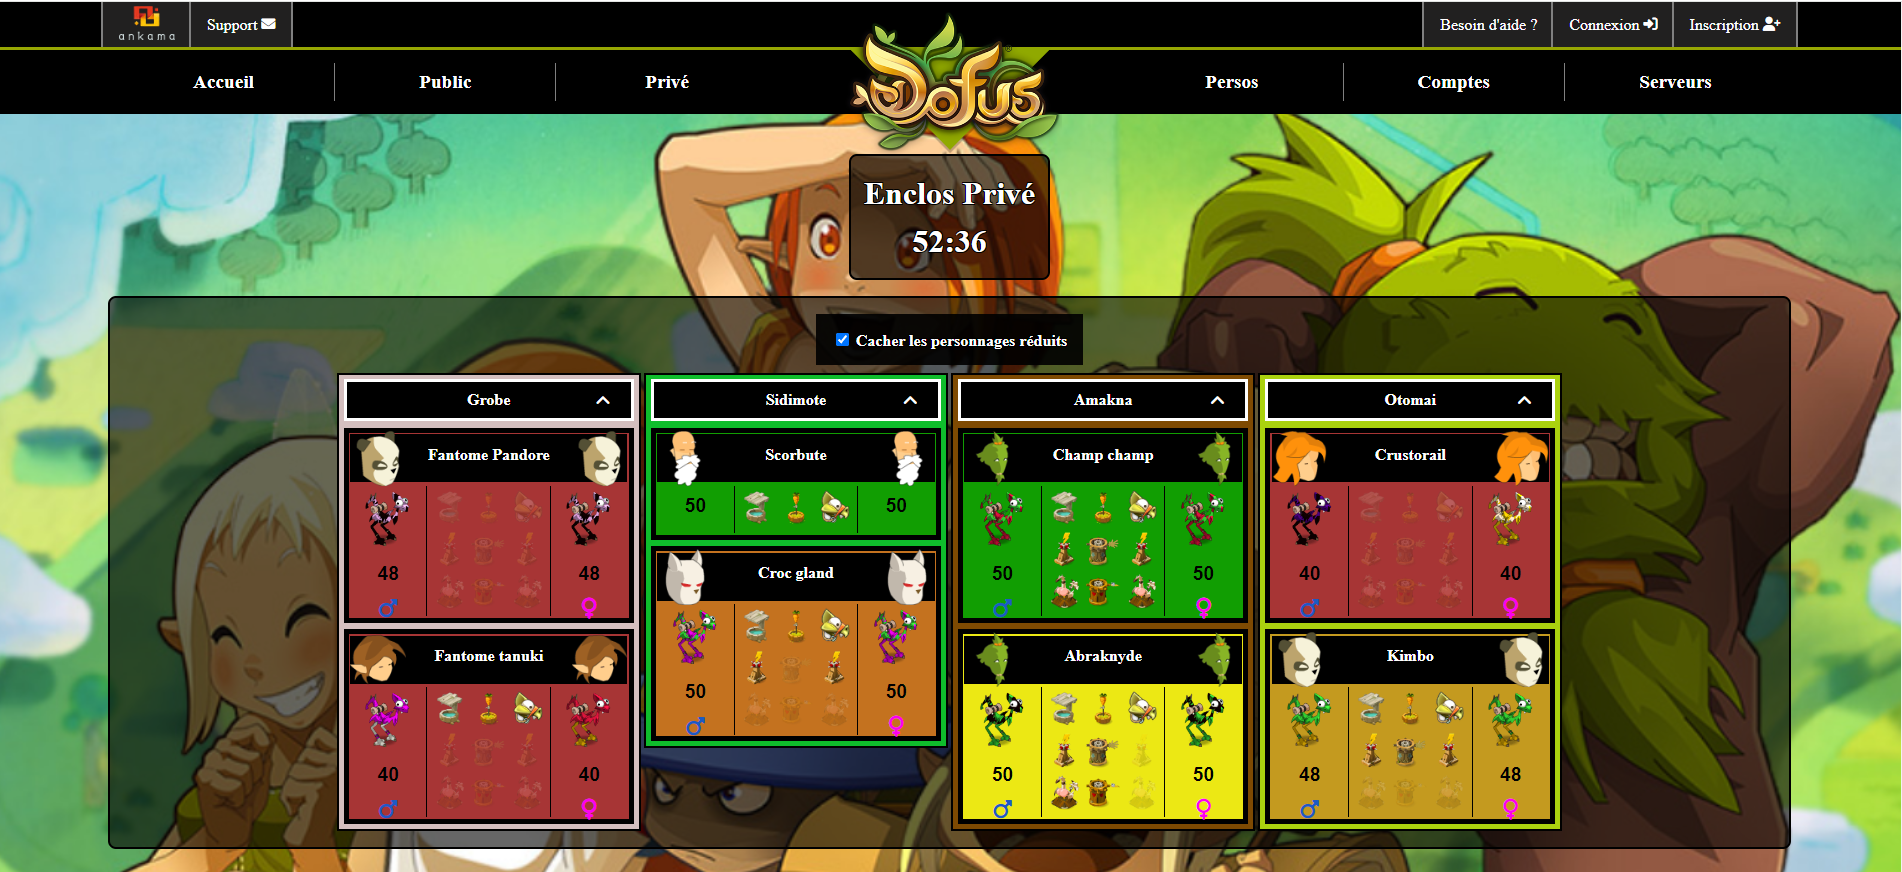 ankama
Support
Besoin d'aide ?
Connexion
Inscription
Accueil
Public
Privé
Dofus
Persos
Comptes
Serveurs
Enclos Privé
52:36
Cacher les personnages réduits
Grobe
Fantome Pandore
48
48
♂
♀
Fantome tanuki
40
40
♂
♀
Sidimote
Scorbute
50
50
Croc gland
50
50
♂
♀
Amakna
Champ champ
50
50
♂
♀
Abraknyde
50
50
♂
♀
Otomai
Crustorail
40
40
♂
♀
Kimbo
48
48
♂
♀